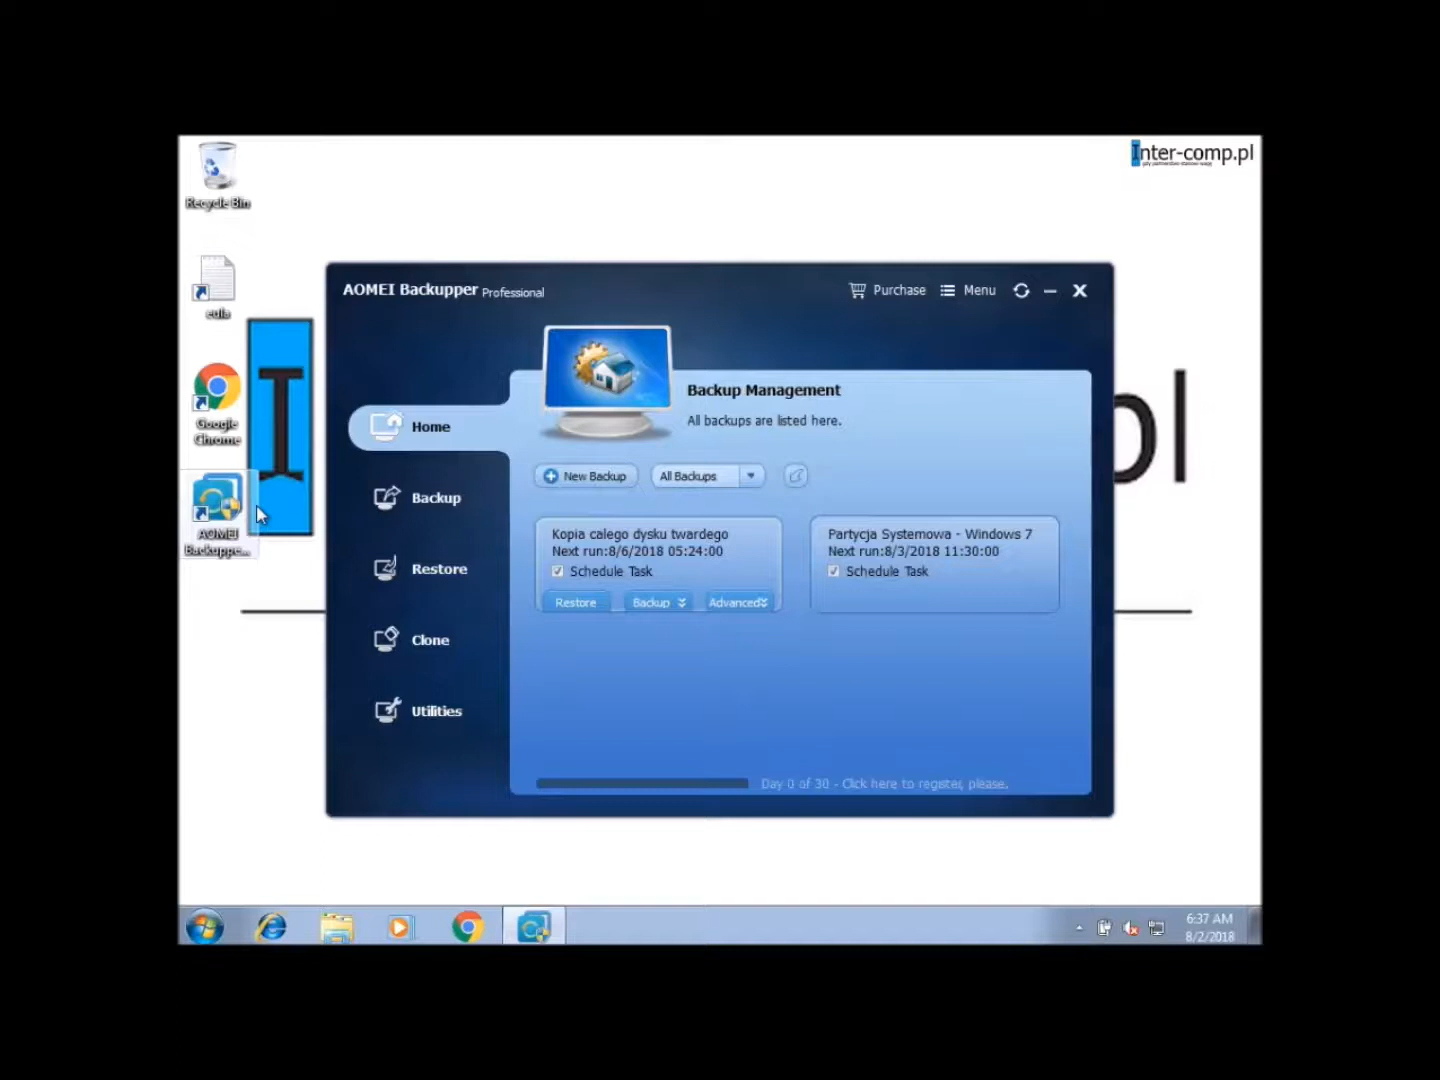 Inter-comp.pl
Recycle Bin
eula
Google
Chrome
AOMEI
Backuppe...
I
pl
AOMEI Backupper Professional
Purchase
Menu
Backup Management
All backups are listed here.
Home
Backup
Restore
Clone
Utilities
New Backup
All Backups
Kopia calego dysku twardego
Next run:8/6/2018 05:24:00
Schedule Task
Restore
Backup
Advanced
Partycja Systemowa - Windows 7
Next run:8/3/2018 11:30:00
Schedule Task
Day 0 of 30 - Click here to register, please.
6:37 AM
8/2/2018